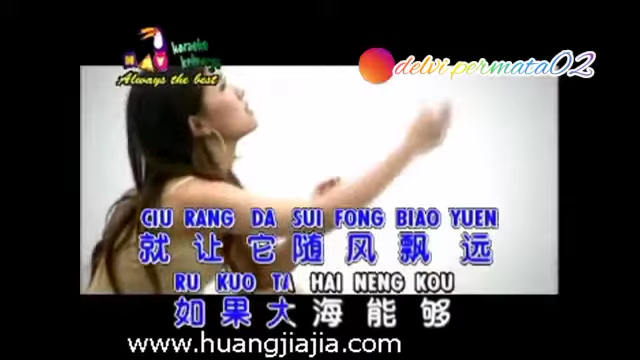 karaoke
keluarga
Always the best
delvi permata02
CIU RANG DA SUI FONG BIAO YUEN
就让它随风飘远
RU KUO TA HAI NENG KOU
如果大海能够
www.huangjiajia.com